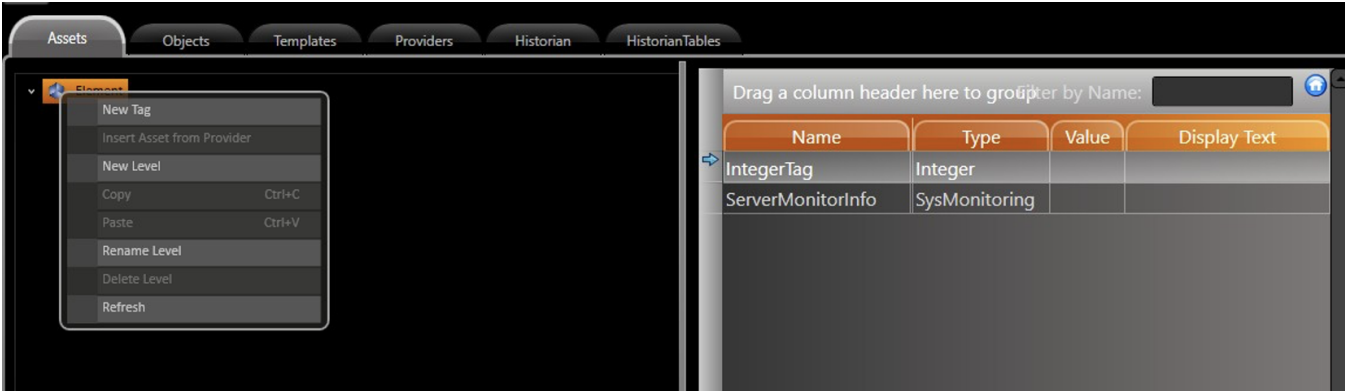 Assets Objects Templates Providers Historian HistorianTables
Element
New Tag
Insert Asset from Provider
New Level
Copy Ctrl+C
Paste Ctrl+V
Rename Level
Delete Level
Refresh
Drag a column header here to group
by Name:
Name Type Value Display Text
IntegerTag Integer
ServerMonitorInfo SysMonitoring